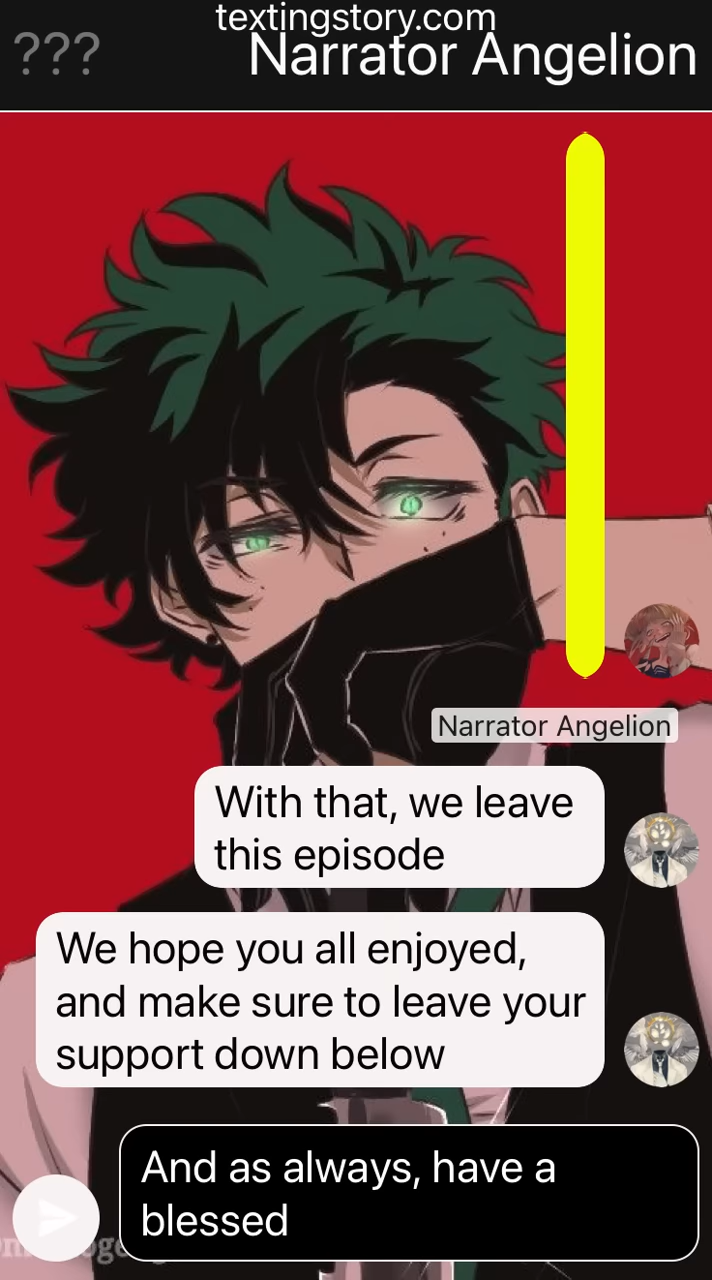 textingstory.com
??? Narrator Angelion
Narrator Angelion
With that, we leave
this episode
We hope you all enjoyed,
and make sure to leave your
support down below
And as always, have a
blessed